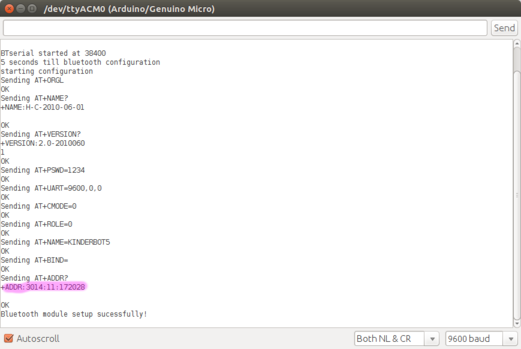 /dev/ttyACM0 (Arduino/Genuino Micro)
Send
BTserial started at 38400
5 seconds till bluetooth configuration
starting configuration
Sending AT+ORGL
OK
Sending AT+NAME?
+NAME:H-C-2010-06-01
OK
Sending AT+VERSION?
+VERSION:2.0-2010060
1
OK
Sending AT+PSWD=1234
OK
Sending AT+UART=9600,0,0
OK
Sending AT+CMODE=0
OK
Sending AT+ROLE=0
OK
Sending AT+NAME=KINDERBOT5
OK
Sending AT+BIND=
OK
Sending AT+ADDR?
+ADDR:3014:11:172028
OK
Bluetooth module setup sucessfully!
Autoscroll
Both NL & CR
9600 baud